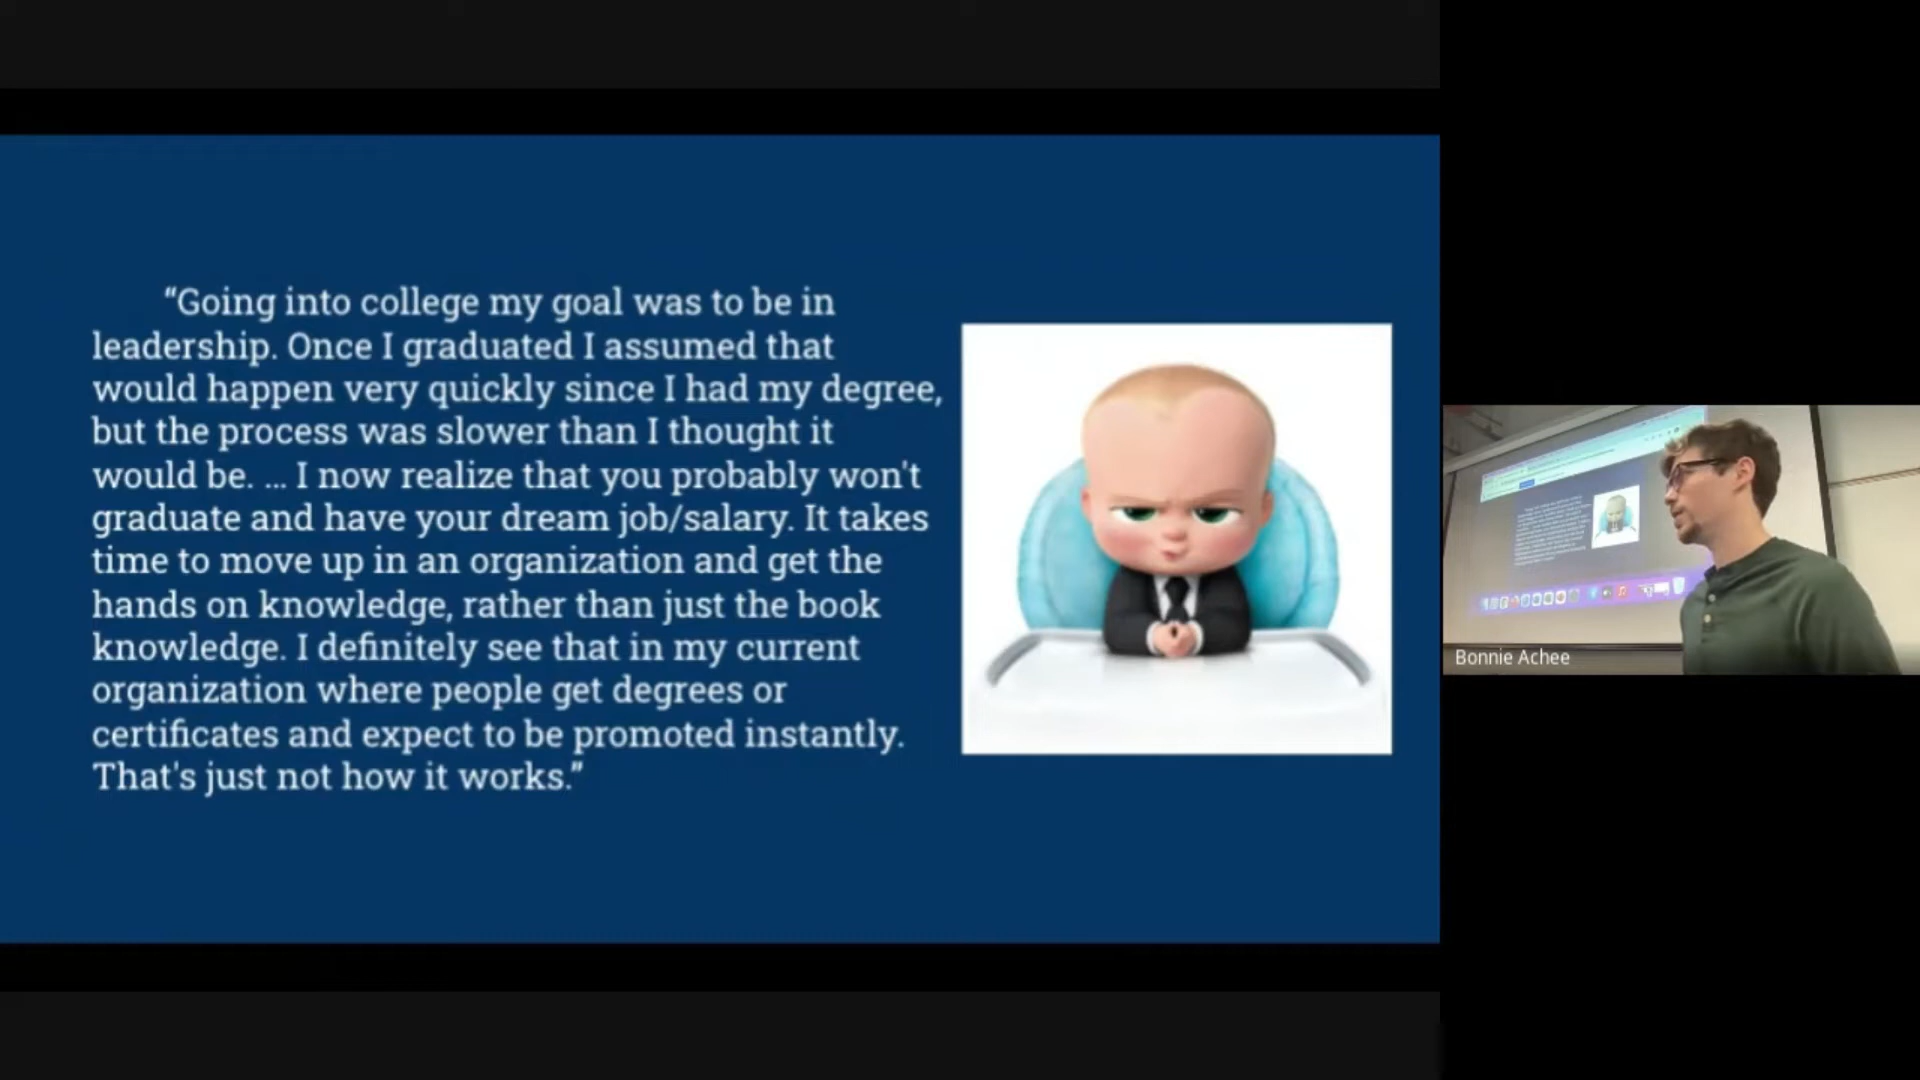 “Going into college my goal was to be in
leadership. Once I graduated I assumed that
would happen very quickly since I had my degree,
but the process was slower than I thought it
would be. ... I now realize that you probably won't
graduate and have your dream job/salary. It takes
time to move up in an organization and get the
hands on knowledge, rather than just the book
knowledge. I definitely see that in my current
organization where people get degrees or
certificates and expect to be promoted instantly.
That's just not how it works.”
Bonnie Achee